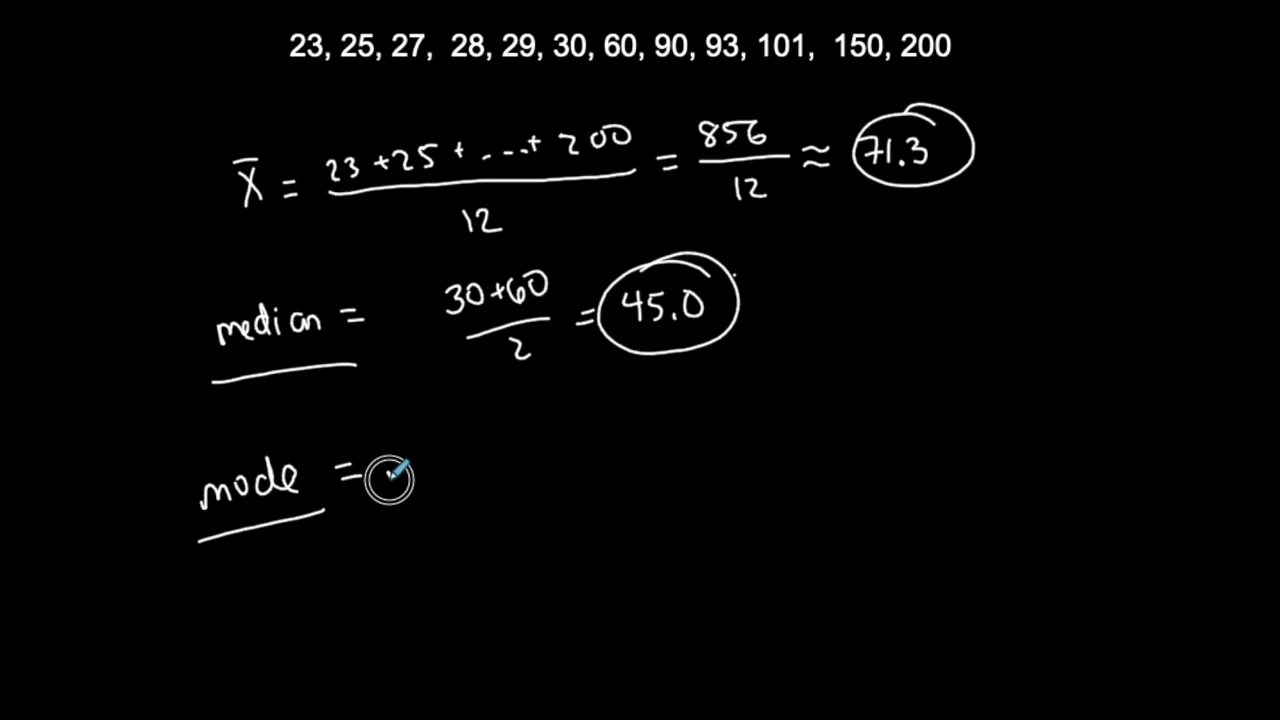 23, 25, 27, 28, 29, 30, 60, 90, 93, 101, 150, 200
x̄ = (23 + 25 + ... + 200) / 12 = 856 / 12 ≈ 71.3
median = (30 + 60) / 2 = 45.0
mode =